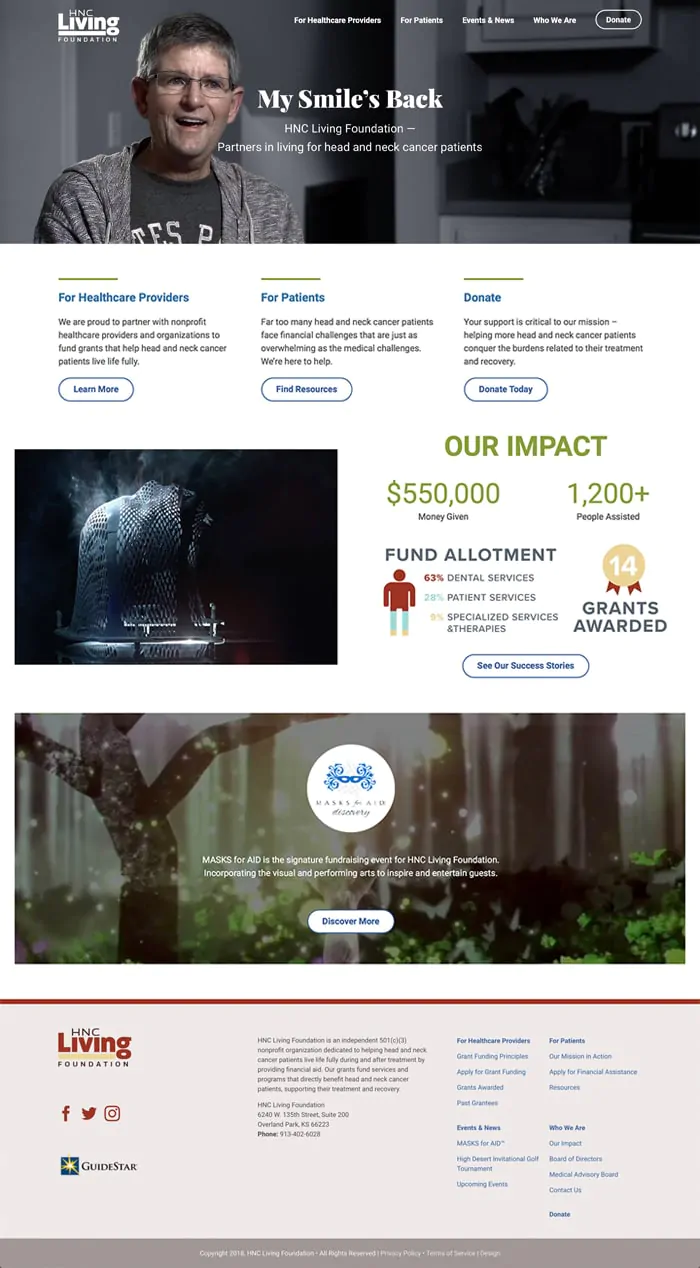 HNC
Living
FOUNDATION
For Healthcare Providers
For Patients
Events & News
Who We Are
Donate
My Smile's Back
HNC Living Foundation —
Partners in living for head and neck cancer patients
For Healthcare Providers
We are proud to partner with nonprofit
healthcare providers and organizations to
fund grants that help head and neck cancer
patients live life fully.
Learn More
For Patients
Far too many head and neck cancer patients
face financial challenges that are just as
overwhelming as the medical challenges.
We're here to help.
Find Resources
Donate
Your support is critical to our mission –
helping more head and neck cancer patients
conquer the burdens related to their treatment
and recovery.
Donate Today
OUR IMPACT
$550,000
Money Given
1,200+
People Assisted
FUND ALLOTMENT
63% DENTAL SERVICES
28% PATIENT SERVICES
9% SPECIALIZED SERVICES
&THERAPIES
14
GRANTS
AWARDED
See Our Success Stories
MASKS for AID
discovery
MASKS for AID is the signature fundraising event for HNC Living Foundation.
Incorporating the visual and performing arts to inspire and entertain guests.
Discover More
HNC
Living
FOUNDATION
GUIDESTAR
HNC Living Foundation is an independent 501(c)(3)
nonprofit organization dedicated to helping head and neck
cancer patients live life fully during and after treatment by
providing financial aid. Our grants fund services and
programs that directly benefit head and neck cancer
patients, supporting their treatment and recovery.
HNC Living Foundation
6240 W. 135th Street, Suite 200
Overland Park, KS 66223
Phone: 913-402-6028
For Healthcare Providers
Grant Funding Principles
Apply for Grant Funding
Grants Awarded
Past Grantees
For Patients
Our Mission in Action
Apply for Financial Assistance
Resources
Events & News
MASKS for AID™
High Desert Invitational Golf
Tournament
Upcoming Events
Who We Are
Our Impact
Board of Directors
Medical Advisory Board
Contact Us
Donate
Copyright 2018, HNC Living Foundation • All Rights Reserved | Privacy Policy • Terms of Service | Design